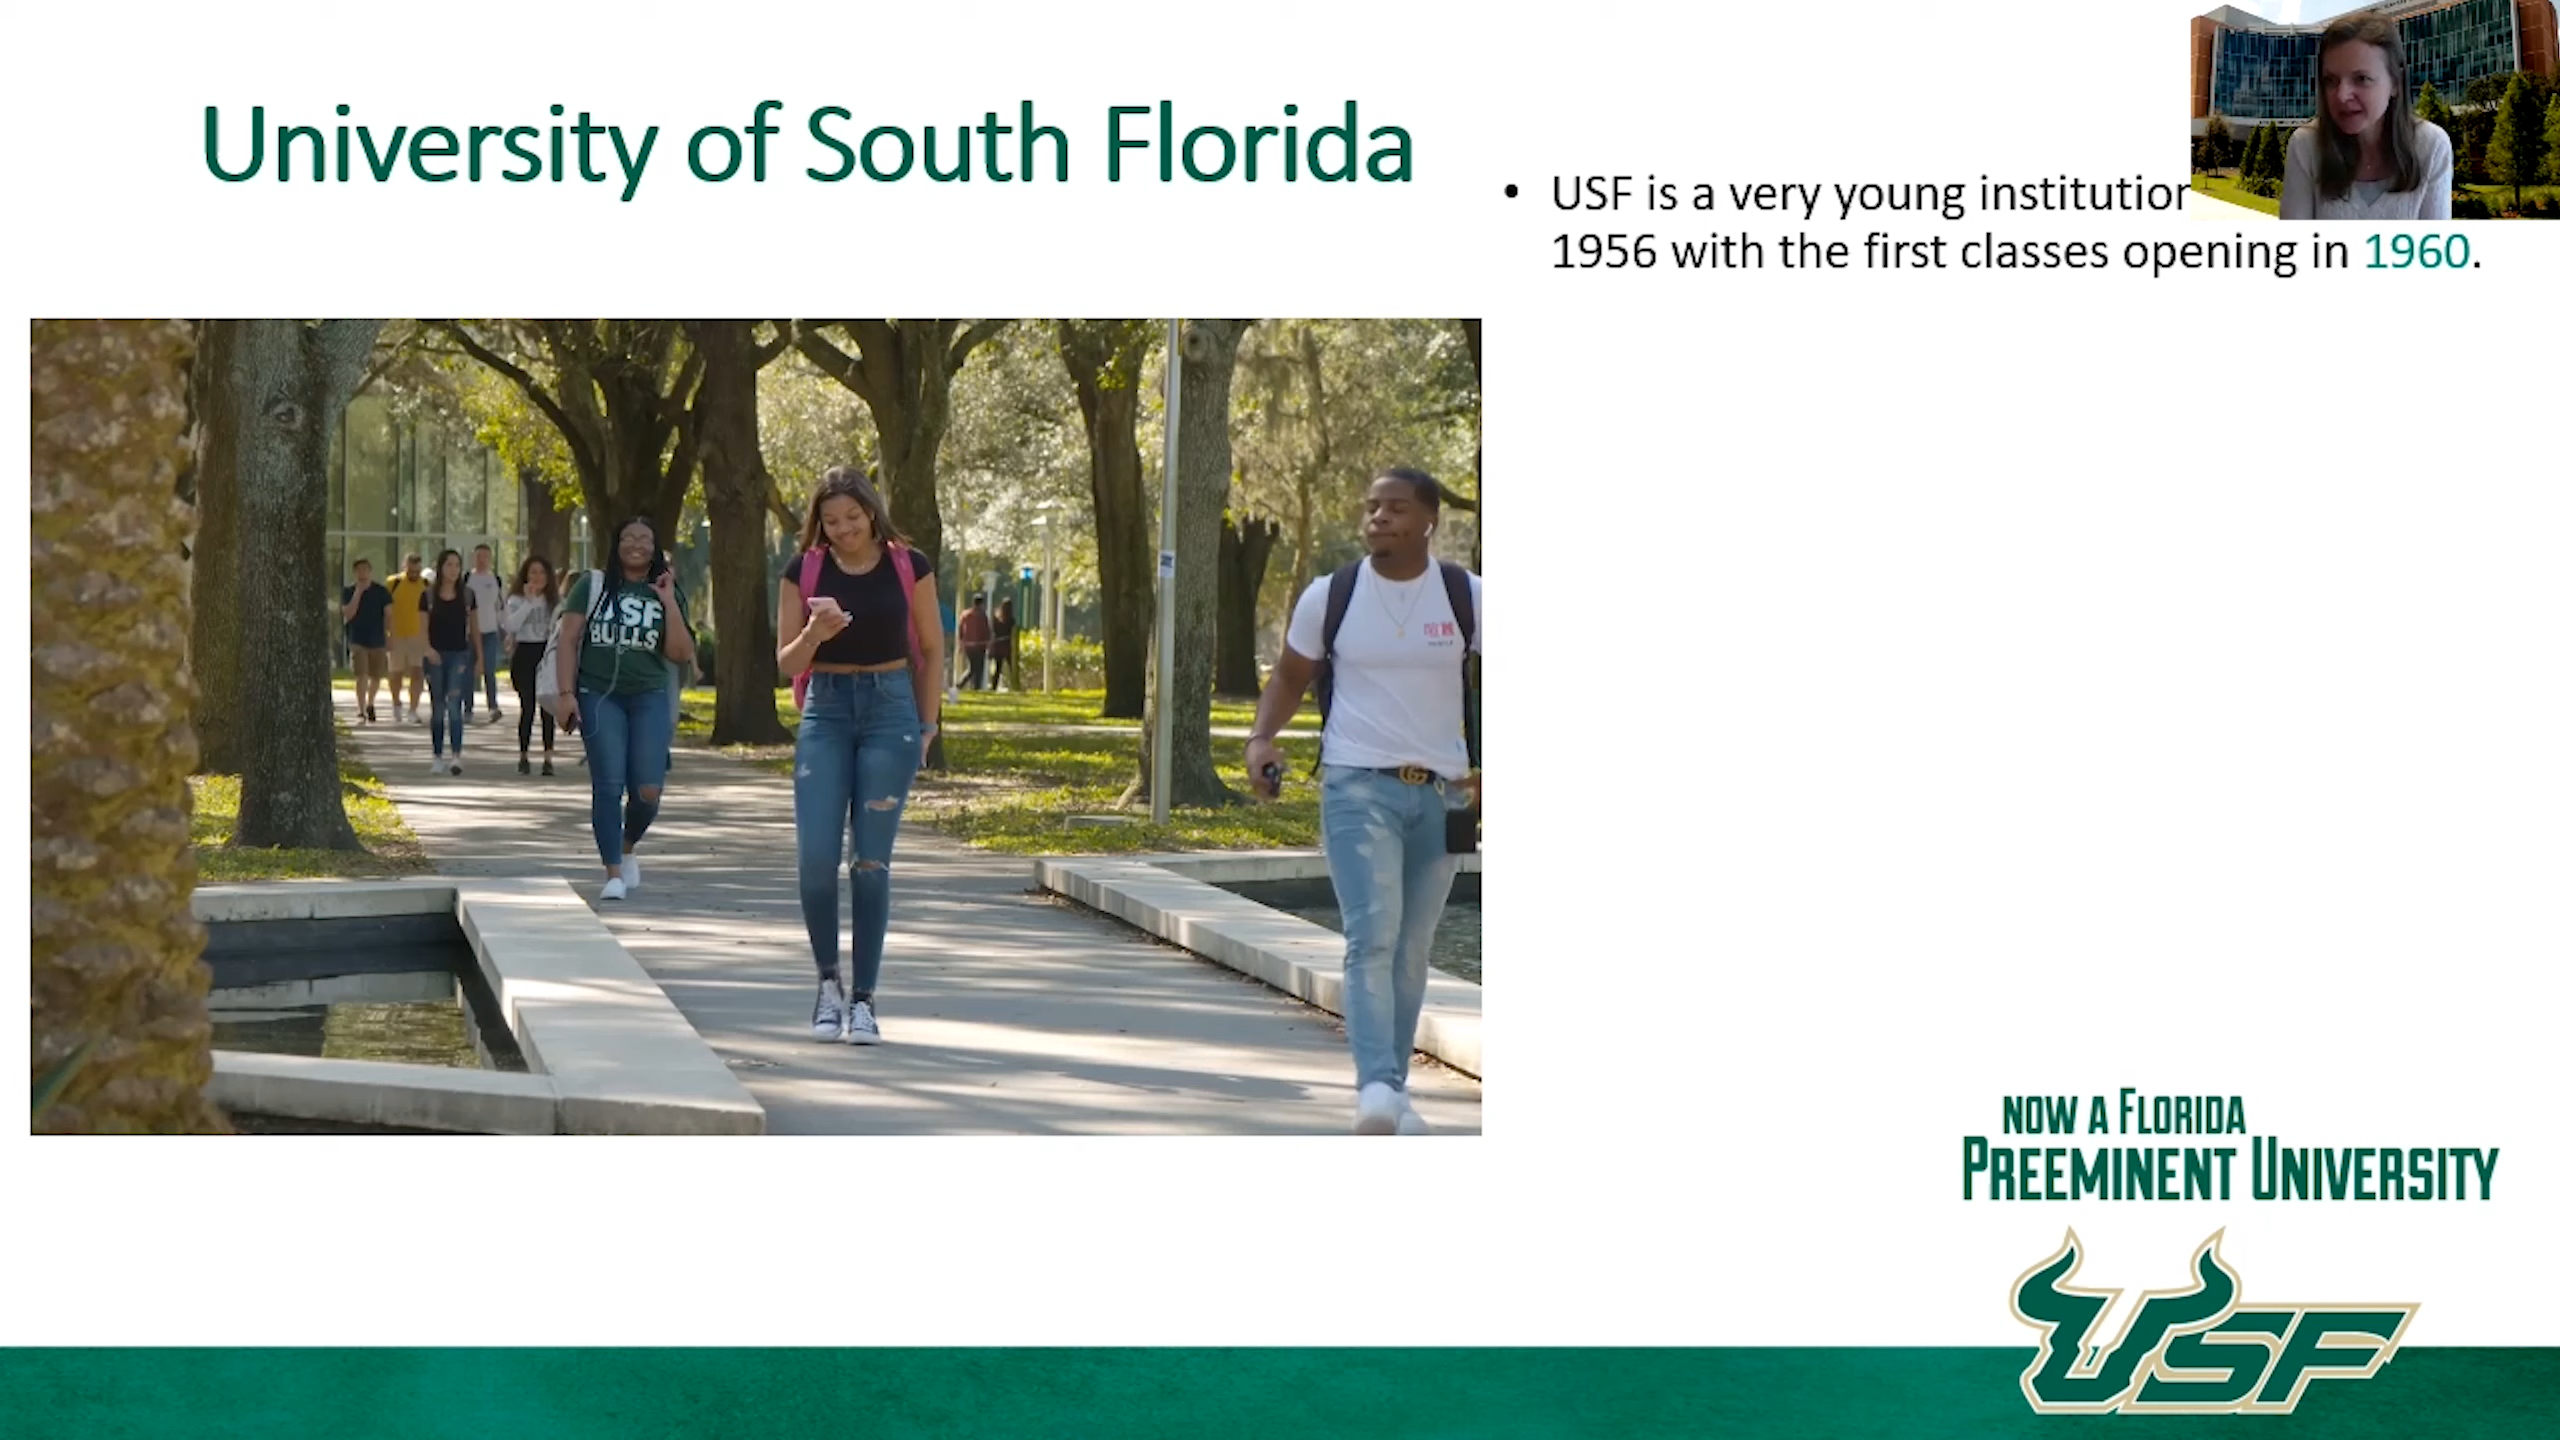 University of South Florida
• USF is a very young institution
1956 with the first classes opening in 1960.
USF
BULLS
NOW A FLORIDA
PREEMINENT UNIVERSITY
USF